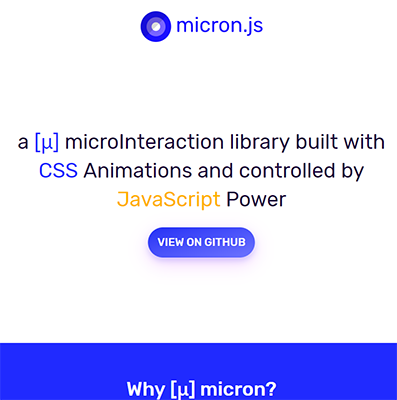 micron.js
a [μ] microInteraction library built with
CSS Animations and controlled by
JavaScript Power
VIEW ON GITHUB
Why [μ] micron?